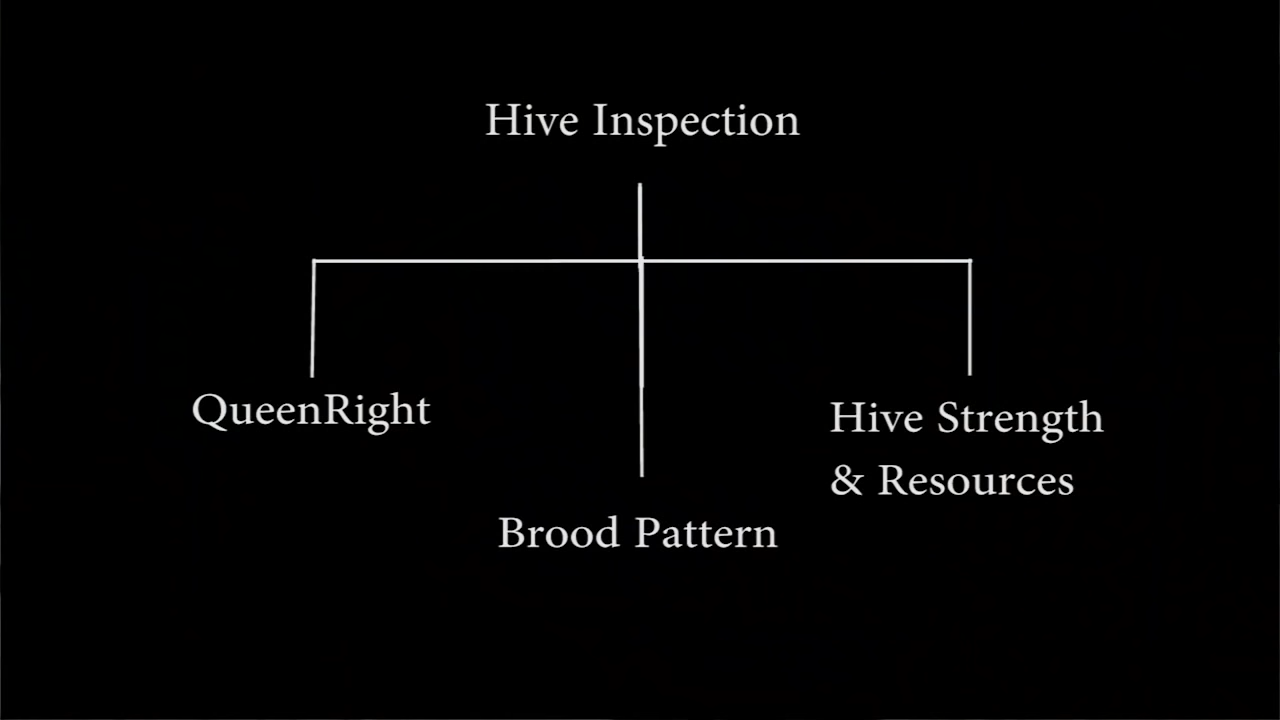 Hive Inspection
QueenRight
Brood Pattern
Hive Strength
& Resources